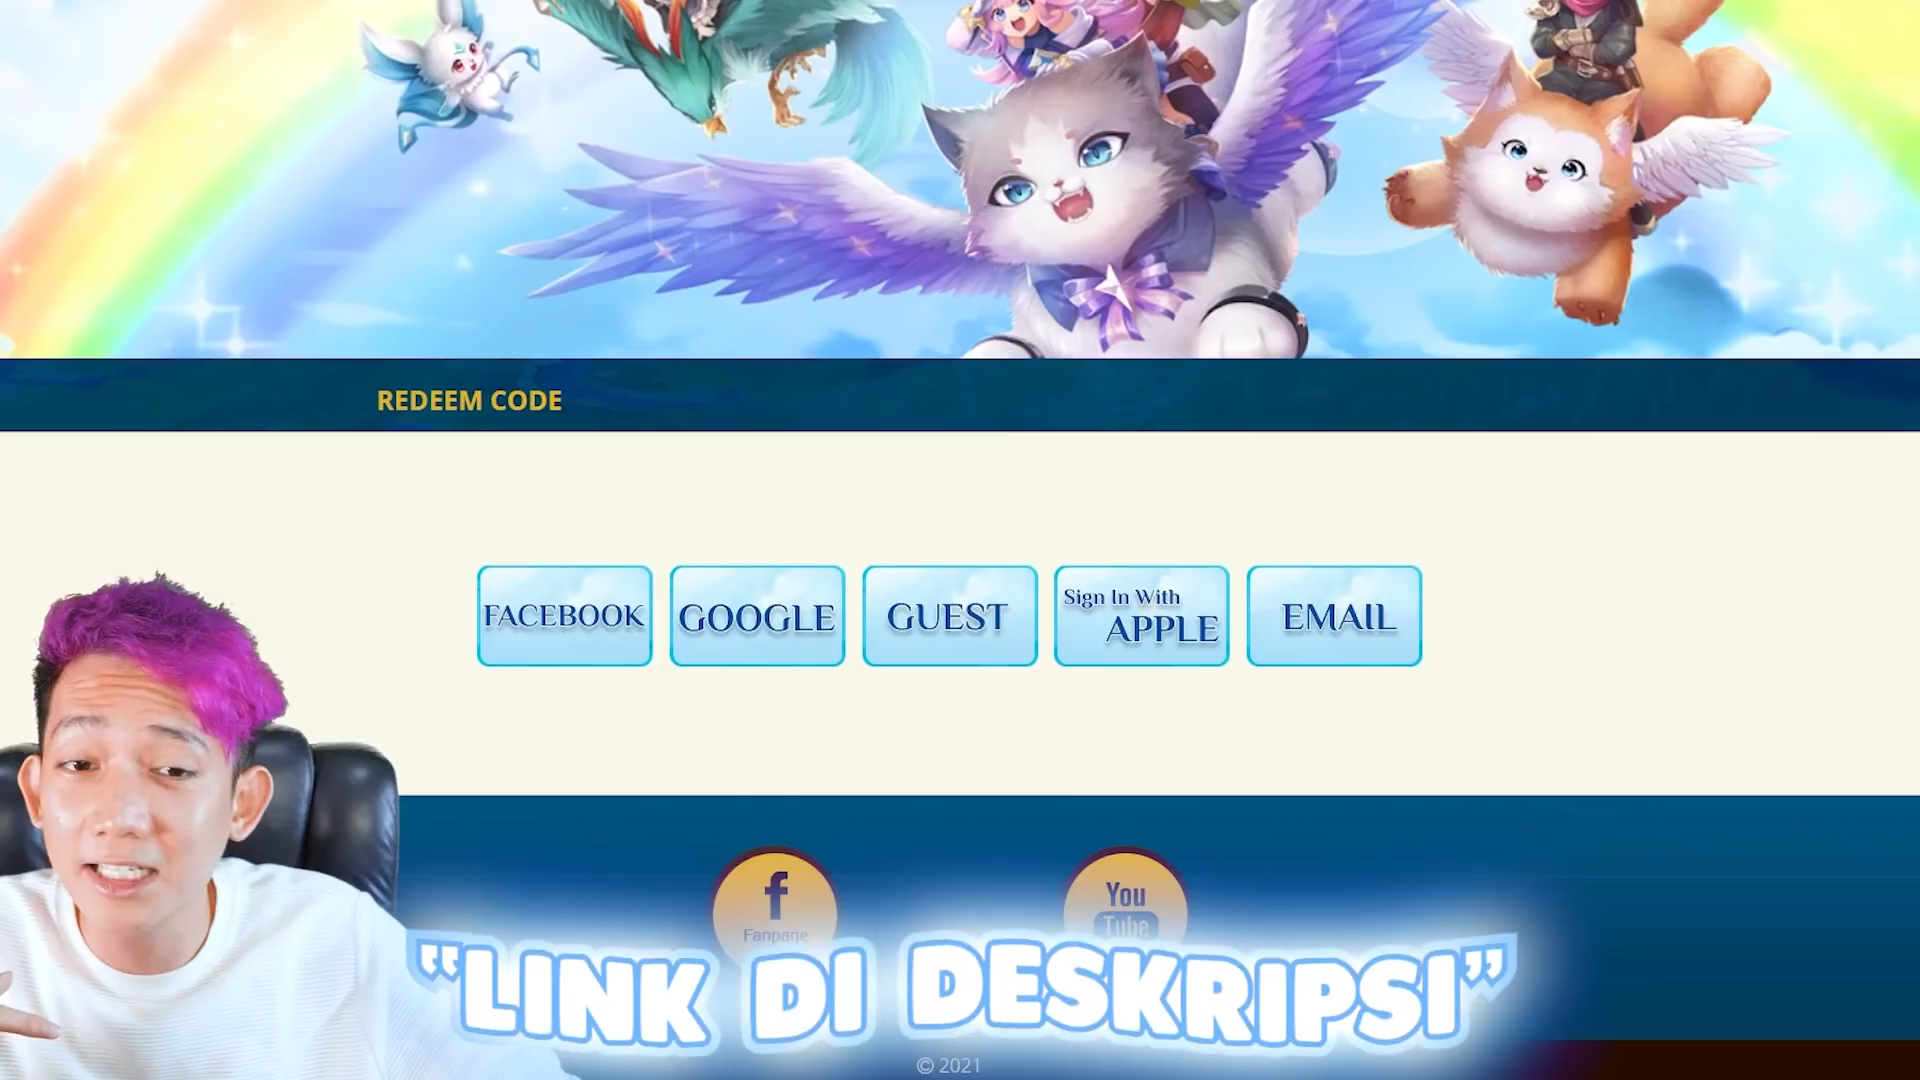 REDEEM CODE
FACEBOOK
GOOGLE
GUEST
Sign In With
APPLE
EMAIL
f
Fanpage
You
Tube
"LINK DI DESKRIPSI"
© 2021